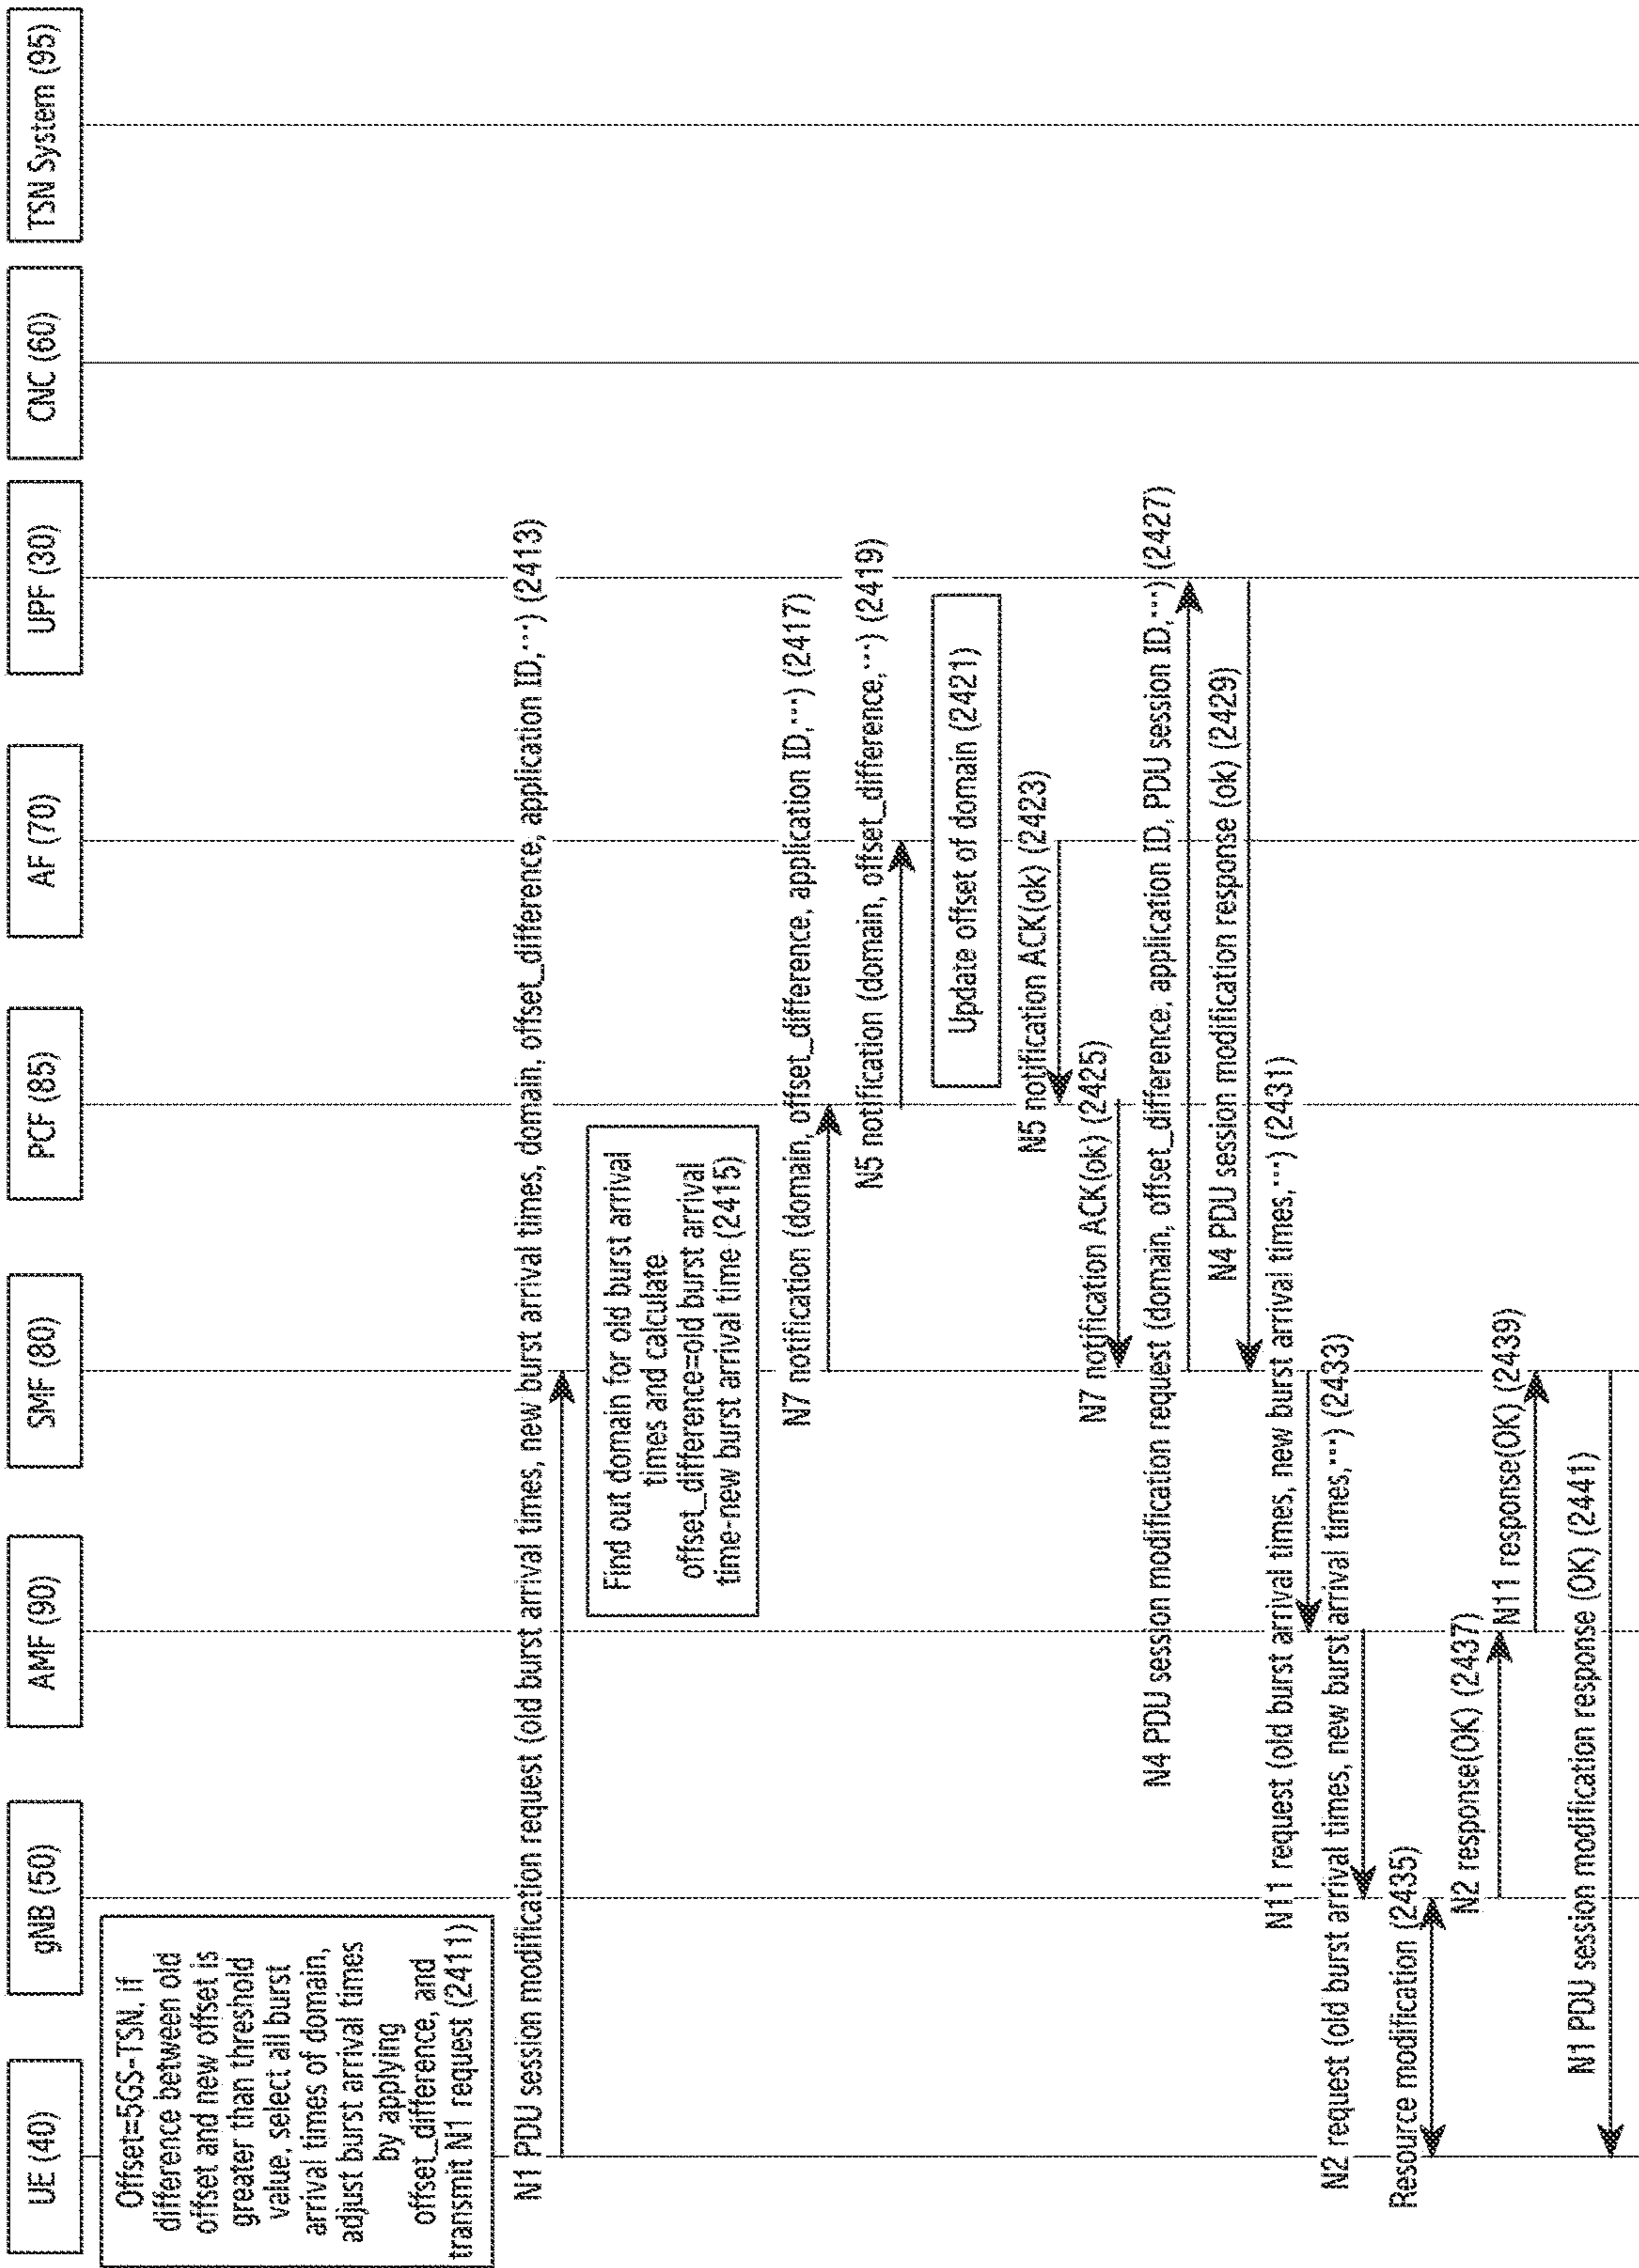 UE (40)
gNB (50)
AMF (90)
SMF (80)
PCF (85)
AF (70)
UPF (30)
CNC (60)
TSN System (95)
Offset=5GS-TSN, if
difference between old
offset and new offset is
greater than threshold
value, select all burst
arrival times of domain,
adjust burst arrival times
by applying
offset_difference, and
transmit N1 request (2411)
N1 PDU session modification request (old burst arrival times, new burst arrival times, domain, offset_difference, application ID,···) (2413)
Find out domain for old burst arrival
times and calculate
offset_difference=old burst arrival
time-new burst arrival time (2415)
N7 notification (domain, offset_difference, application ID,···) (2417)
N5 notification (domain, offset_difference, ···) (2419)
Update offset of domain (2421)
N5 notification ACK(ok) (2423)
N7 notification ACK(ok) (2425)
N4 PDU session modification request (domain, offset_difference, application ID, PDU session ID,···) (2427)
N4 PDU session modification response (ok) (2429)
N11 request (old burst arrival times, new burst arrival times,···) (2431)
N2 request (old burst arrival times, new burst arrival times,···) (2433)
Resource modification (2435)
N2 response(OK) (2437)
N11 response(OK) (2439)
N1 PDU session modification response (OK) (2441)